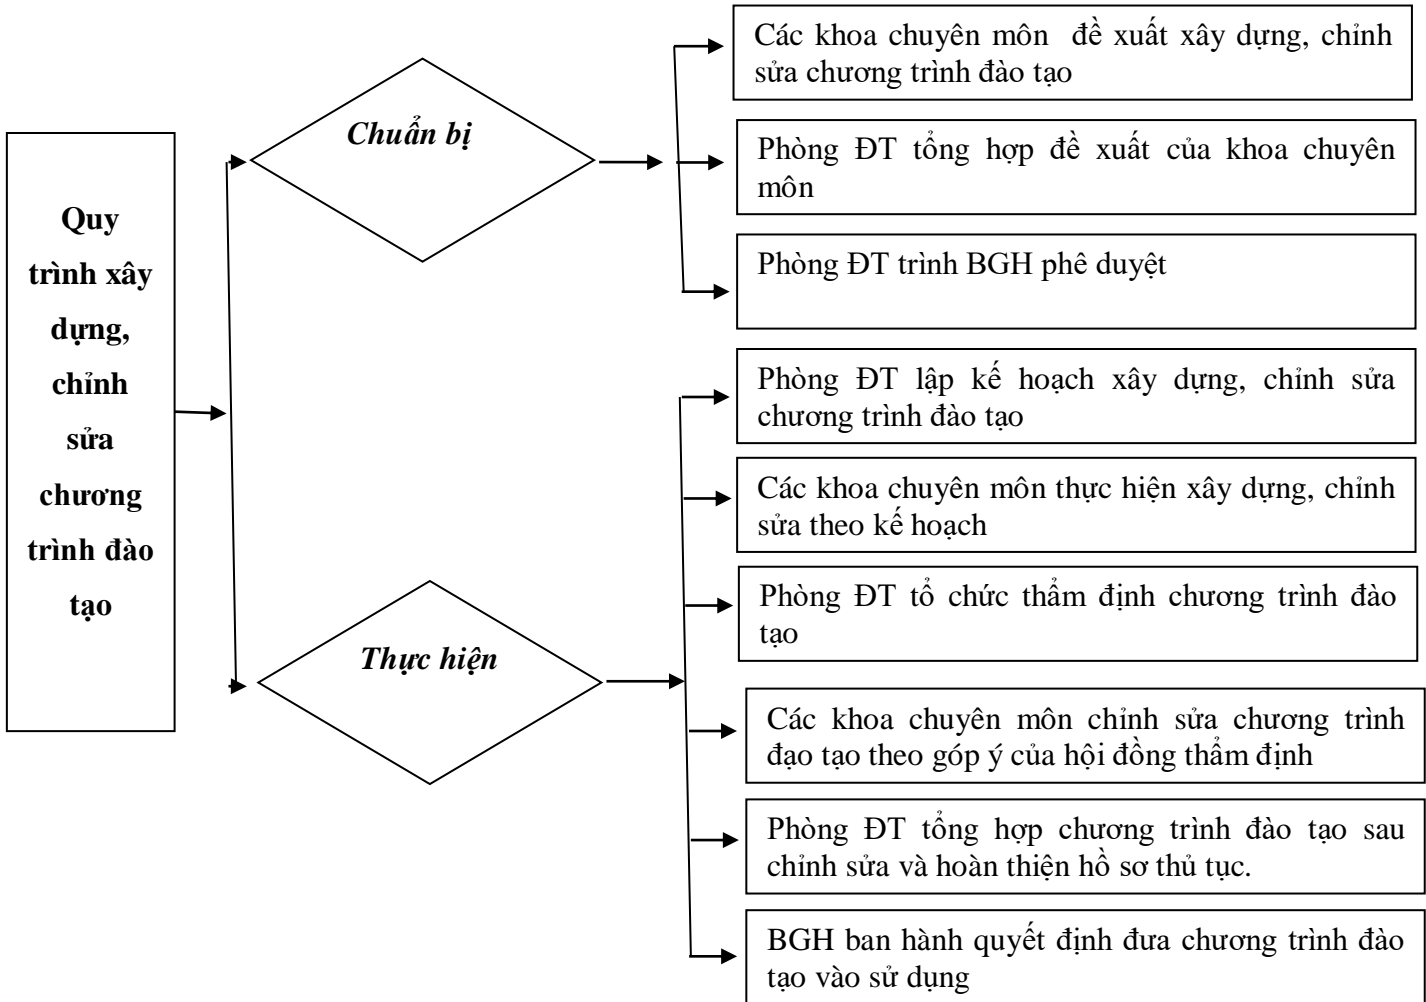 Quy
trình xây
dựng,
chỉnh
sửa
chương
trình đào
tạo
Chuẩn bị
Các khoa chuyên môn đề xuất xây dựng, chỉnh
sửa chương trình đào tạo
Phòng ĐT tổng hợp đề xuất của khoa chuyên
môn
Phòng ĐT trình BGH phê duyệt
Thực hiện
Phòng ĐT lập kế hoạch xây dựng, chỉnh sửa
chương trình đào tạo
Các khoa chuyên môn thực hiện xây dựng, chỉnh
sửa theo kế hoạch
Phòng ĐT tổ chức thẩm định chương trình đào
tạo
Các khoa chuyên môn chỉnh sửa chương trình
đạo tạo theo góp ý của hội đồng thẩm định
Phòng ĐT tổng hợp chương trình đào tạo sau
chỉnh sửa và hoàn thiện hồ sơ thủ tục.
BGH ban hành quyết định đưa chương trình đào
tạo vào sử dụng